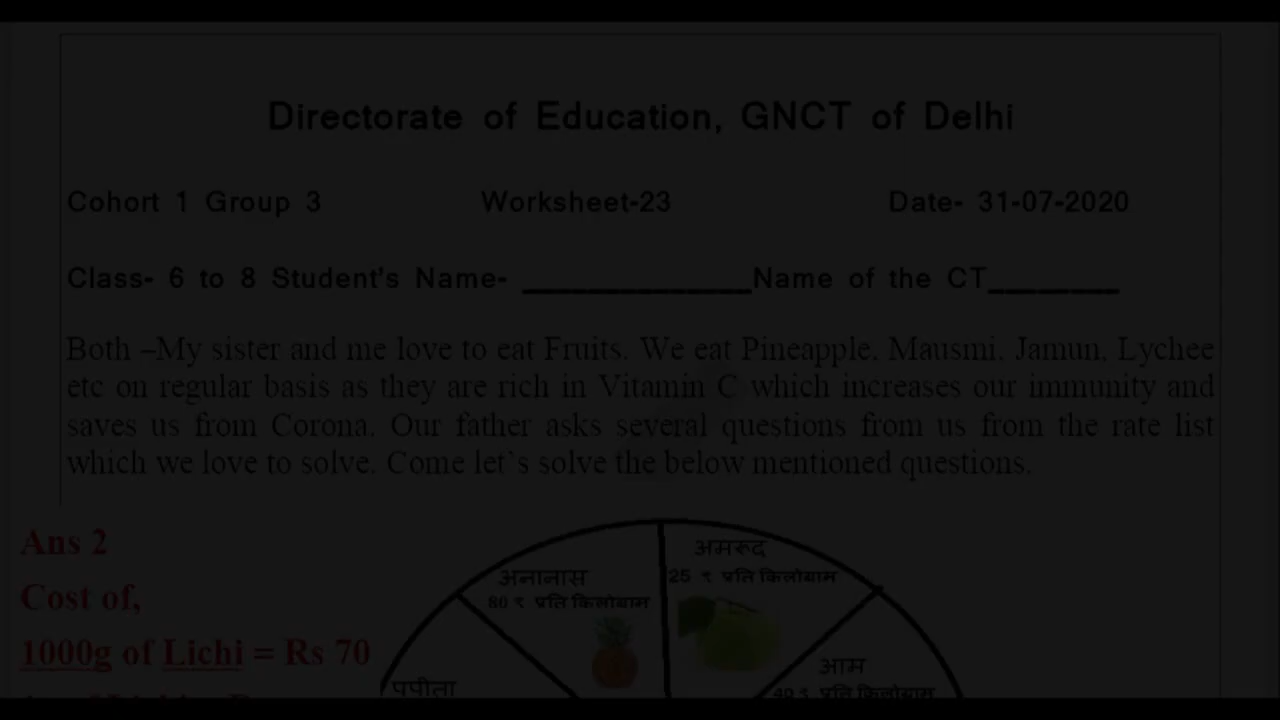 Directorate of Education, GNCT of Delhi
Cohort 1 Group 3 Worksheet-23 Date- 31-07-2020
Class- 6 to 8 Student's Name- ______________Name of the CT________
Both –My sister and me love to eat Fruits. We eat Pineapple, Mausmi, Jamun, Lychee
etc on regular basis as they are rich in Vitamin C which increases our immunity and
saves us from Corona. Our father asks several questions from us from the rate list
which we love to solve. Come let`s solve the below mentioned questions.
Ans 2
Cost of,
1000g of Lichi = Rs 70
अनानास
80 ₹ प्रति किलोग्राम
अमरूद
25 ₹ प्रति किलोग्राम
पपीता
आम
40 ₹ प्रति किलोग्राम